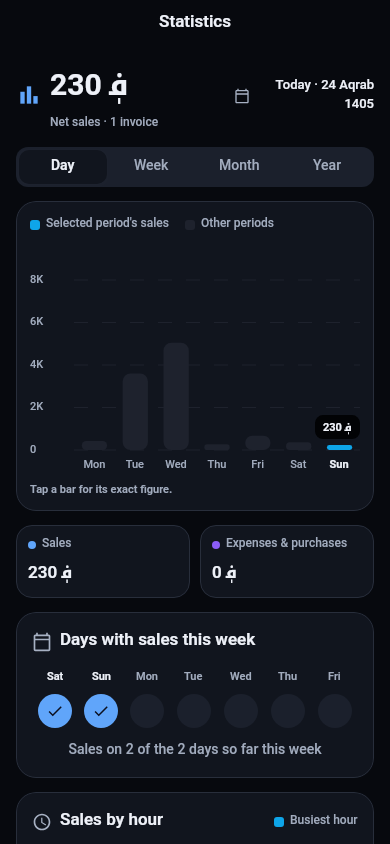 Statistics
230 ؋
Today · 24 Aqrab
1405
Net sales · 1 invoice
Day Week Month Year
Selected period's sales Other periods
8K
6K
4K
2K
0
230 ؋
Mon Tue Wed Thu Fri Sat Sun
Tap a bar for its exact figure.
Sales Expenses & purchases
230 ؋ 0 ؋
Days with sales this week
Sat Sun Mon Tue Wed Thu Fri
Sales on 2 of the 2 days so far this week
Sales by hour Busiest hour